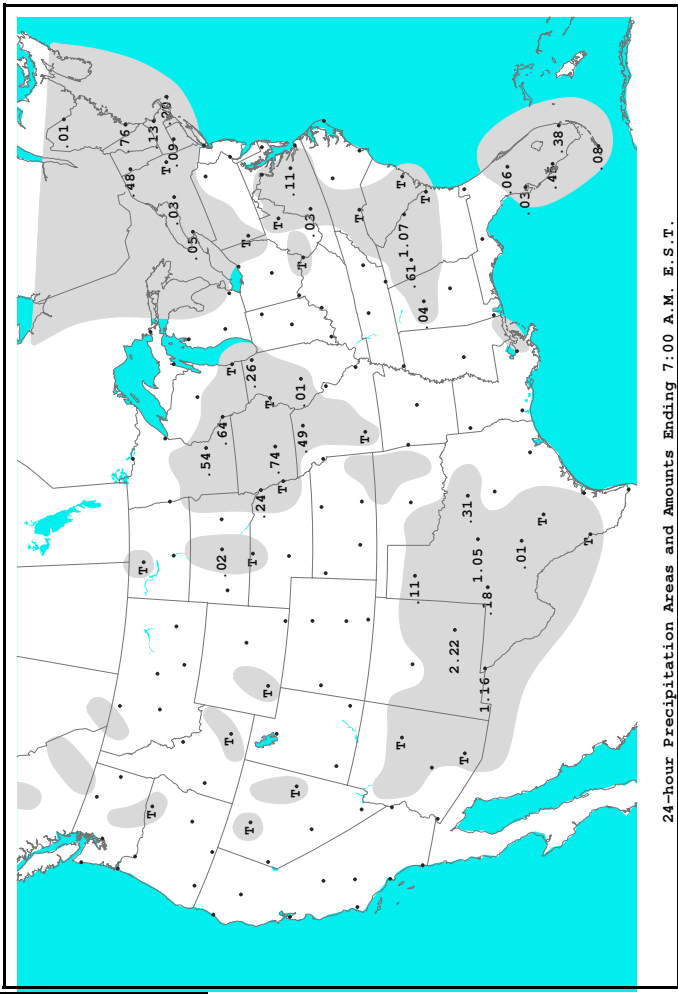 .01
.76
.48
T
.13
T
.20
T
.09
.03
.05
.54
.02
.64
T
T
T
T
.26
T
.24
T
T
.74
T
T
.11
T
.01
.49
T
.03
T
T
T
T
1.07
.61
.11
.04
T
2.22
T
.31
1.05
1.16
.18
.06
.01
.03
T
.38
T
.08
24-hour Precipitation Areas and Amounts Ending 7:00 A.M. E.S.T.